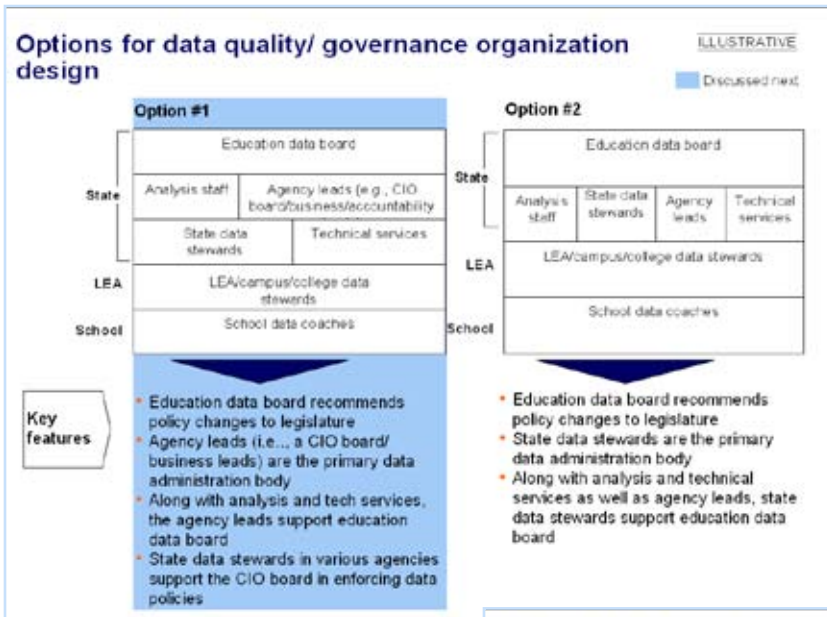 Options for data quality/ governance organization
design
ILLUSTRATIVE
Discussed next
Option #1
State
Education data board
Analysis staff
Agency leads (e.g., CIO
board/business/accountability
State data
stewards
Technical services
LEA
LEA/campus/college data
stewards
School
School data coaches
Option #2
State
Education data board
Analysis
staff
State data
stewards
Agency
leads
Technical
services
LEA
LEA/campus/college data stewards
School
School data coaches
Key
features
• Education data board recommends
policy changes to legislature
• Agency leads (i.e.., a CIO board/
business leads) are the primary data
administration body
• Along with analysis and tech services,
the agency leads support education
data board
• State data stewards in various agencies
support the CIO board in enforcing data
policies
• Education data board recommends
policy changes to legislature
• State data stewards are the primary
data administration body
• Along with analysis and technical
services as well as agency leads, state
data stewards support education data
board